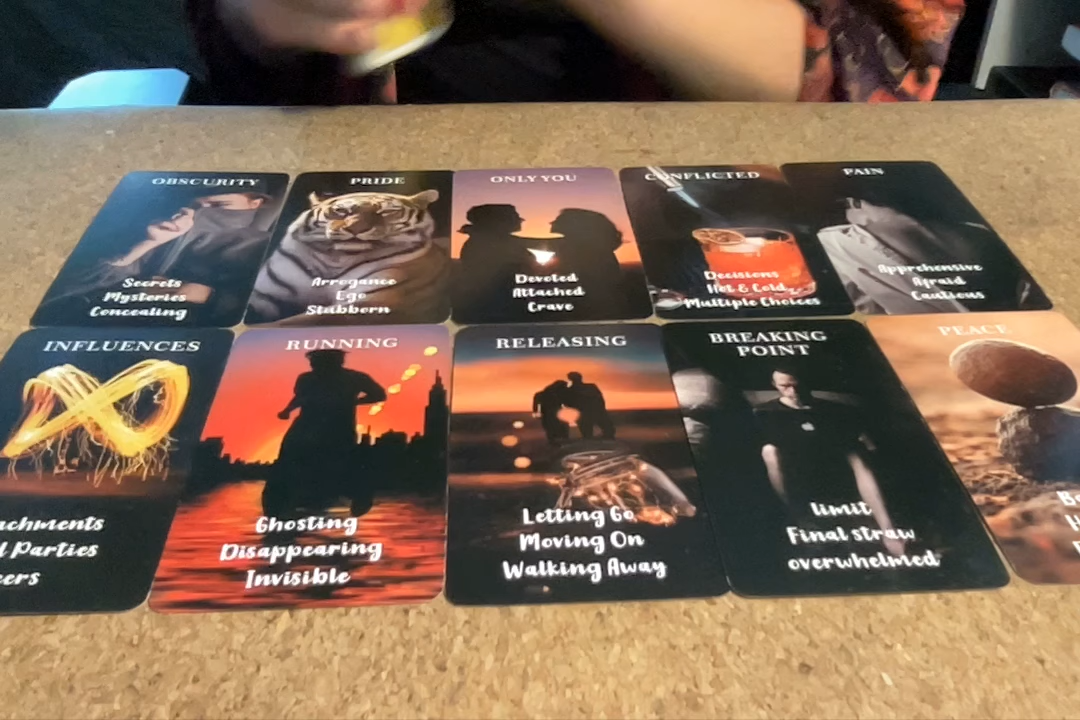 OBSCURITY
Secrets
Mysteries
Concealing
PRIDE
Arrogance
Ego
Stubborn
ONLY YOU
Devoted
Attached
Crave
CONFLICTED
Decisions
Hot & Cold
Multiple Choices
PAIN
Apprehensive
Afraid
Cautious
INFLUENCES
Parties
RUNNING
Ghosting
Disappearing
Invisible
RELEASING
Letting Go
Moving On
Walking Away
BREAKING
POINT
limit
Final straw
overwhelmed
PEACE